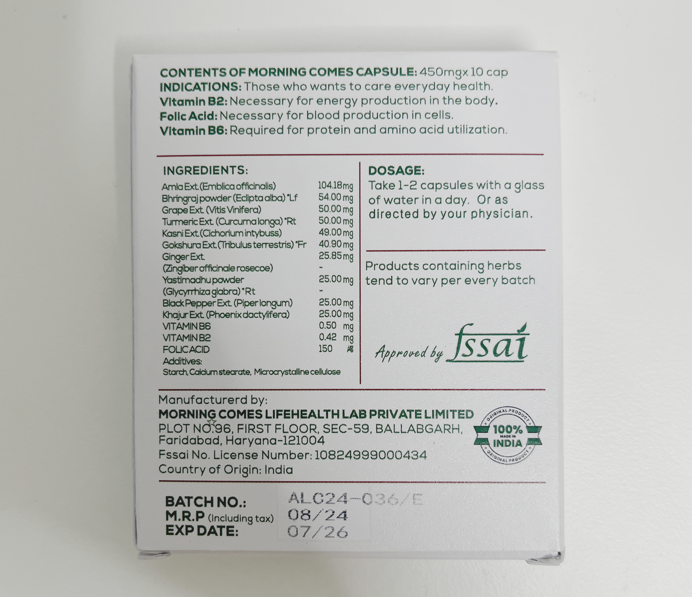 CONTENTS OF MORNING COMES CAPSULE: 450mgx 10 cap
INDICATIONS: Those who wants to care everyday health.
Vitamin B2: Necessary for energy production in the body.
Folic Acid: Necessary for blood production in cells.
Vitamin B6: Required for protein and amino acid utilization.
INGREDIENTS:
Amla Ext.(Emblica officinalis) 104.18mg
Bhringraj powder (Eclipta alba) *Lf 54.00mg
Grape Ext. (Vitis Vinifera) 50.00mg
Turmeric Ext. (Curcuma longa) *Rt 50.00mg
Kasni Ext.(Cichorium intybuss) 49.00mg
Gokshura Ext.(Tribulus terrestris) *Fr 40.90mg
Ginger Ext. 25.85mg
(Zingiber officinale rosecoe) -
Yastimadhu powder 25.00mg
(Glycyrrhiza glabra) *Rt -
Black Pepper Ext. (Piper longum) 25.00mg
Khajur Ext. (Phoenix dactylifera) 25.00mg
VITAMIN B6 0.50 mg
VITAMIN B2 0.42 mg
FOLIC ACID 150
Additives:
Starch, Calcium stearate, Microcrystalline cellulose
DOSAGE:
Take 1-2 capsules with a glass
of water in a day. Or as
directed by your physician.
Products containing herbs
tend to vary per every batch
Approved by fssai
Manufacturerd by:
MORNING COMES LIFEHEALTH LAB PRIVATE LIMITED
PLOT NO.96, FIRST FLOOR, SEC-59, BALLABGARH,
Faridabad, Haryana-121004
Fssai No. License Number: 10824999000434
Country of Origin: India
ORIGINAL PRODUCT
100%
MADE IN
INDIA
ORIGINAL PRODUCT
BATCH NO.: ALC24-036/E
M.R.P (Including tax) 08/24
EXP DATE: 07/26